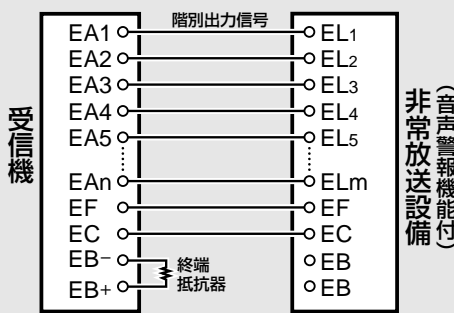 階別出力信号
受信機
EA1
EA2
EA3
EA4
EA5
EAn
EF
EC
EB−
EB+
終端
抵抗器
EL1
EL2
EL3
EL4
EL5
ELm
EF
EC
EB
EB
非常放送設備
(音声警報機能付)